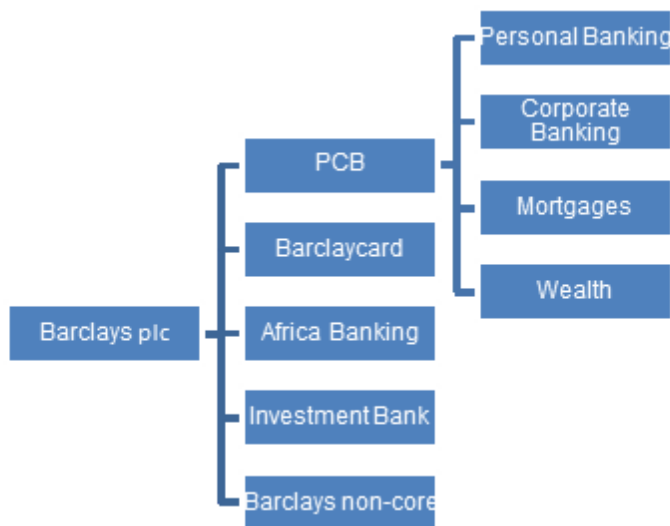 Personal Banking
Corporate
Banking
PCB
Mortgages
Barclaycard
Wealth
Barclays plc
Africa Banking
Investment Bank
Barclays non-core